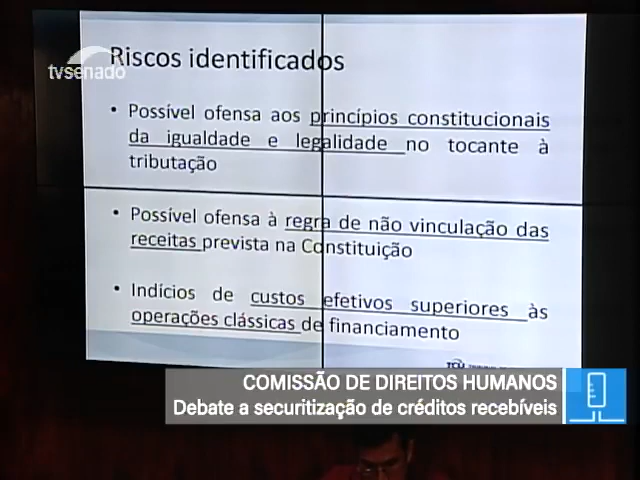 Riscos identificados
tvsenado
• Possível ofensa aos princípios constitucionais
da igualdade e legalidade no tocante à
tributação
• Possível ofensa à regra de não vinculação das
receitas prevista na Constituição
• Indícios de custos efetivos superiores às
operações clássicas de financiamento
TCU
COMISSÃO DE DIREITOS HUMANOS
Debate a securitização de créditos recebíveis